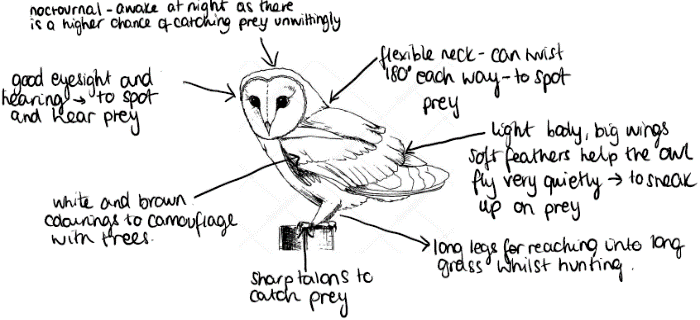 noctournal - awake at night as there
is a higher chance of catching prey unwittingly
good eyesight and
hearing → to spot
and hear prey
flexible neck - can twist
180° each way - to spot
prey
light body, big wings
soft feathers help the owl
fly very quietly → to sneak
up on prey
white and brown
colourings to camouflage
with trees.
sharp talons to
catch prey
long legs for reaching into long
grass whilst hunting.